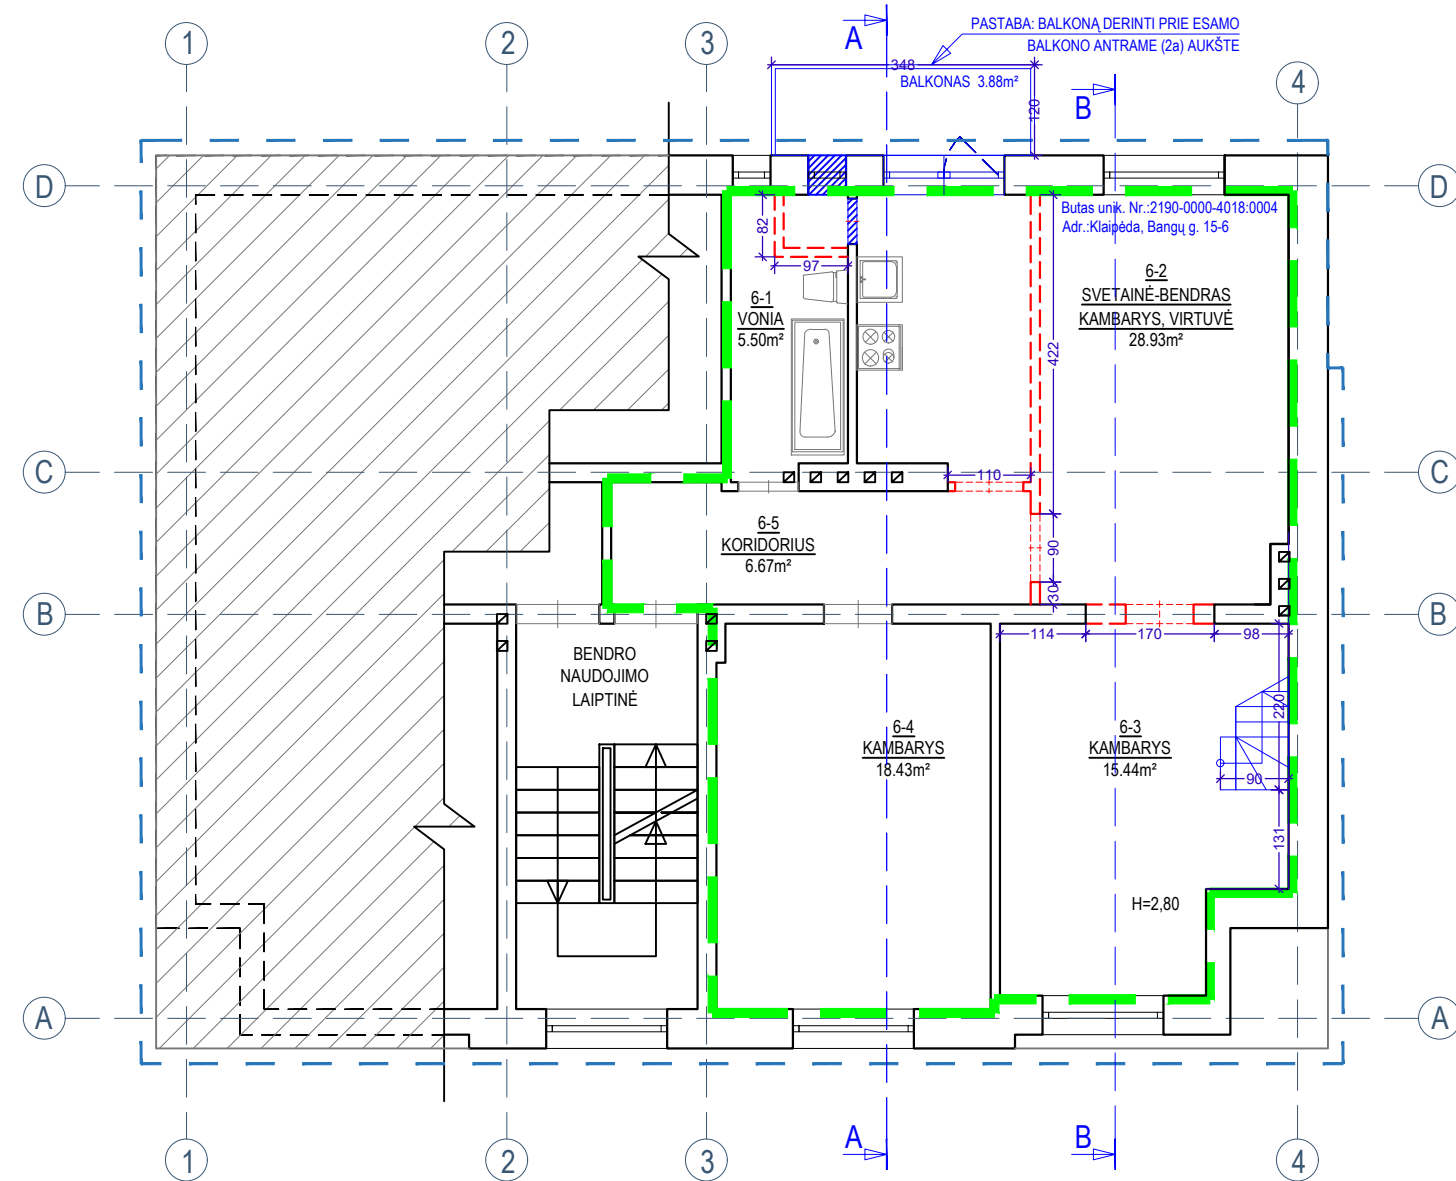 A
PASTABA: BALKONĄ DERINTI PRIE ESAMO
BALKONO ANTRAME (2a) AUKŠTE
1
2
3
4
348
BALKONAS 3.88m²
120
B
D
D
Butas unik. Nr.:2190-0000-4018:0004
Adr.:Klaipėda, Bangų g. 15-6
82
97
6-1
VONIA
5.50m²
6-2
SVETAINĖ-BENDRAS
KAMBARYS, VIRTUVĖ
28.93m²
422
C
C
110
6-5
KORIDORIUS
6.67m²
90
30
B
B
114
170
98
BENDRO
NAUDOJIMO
LAIPTINĖ
220
6-4
KAMBARYS
18.43m²
6-3
KAMBARYS
15.44m²
90
131
H=2,80
A
A
A
B
1
2
3
4